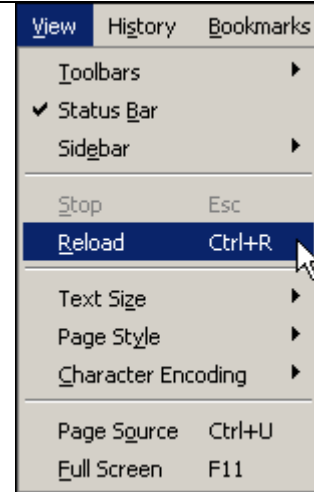 View History Bookmarks
Toolbars
Status Bar
Sidebar
Stop Esc
Reload Ctrl+R
Text Size
Page Style
Character Encoding
Page Source Ctrl+U
Full Screen F11